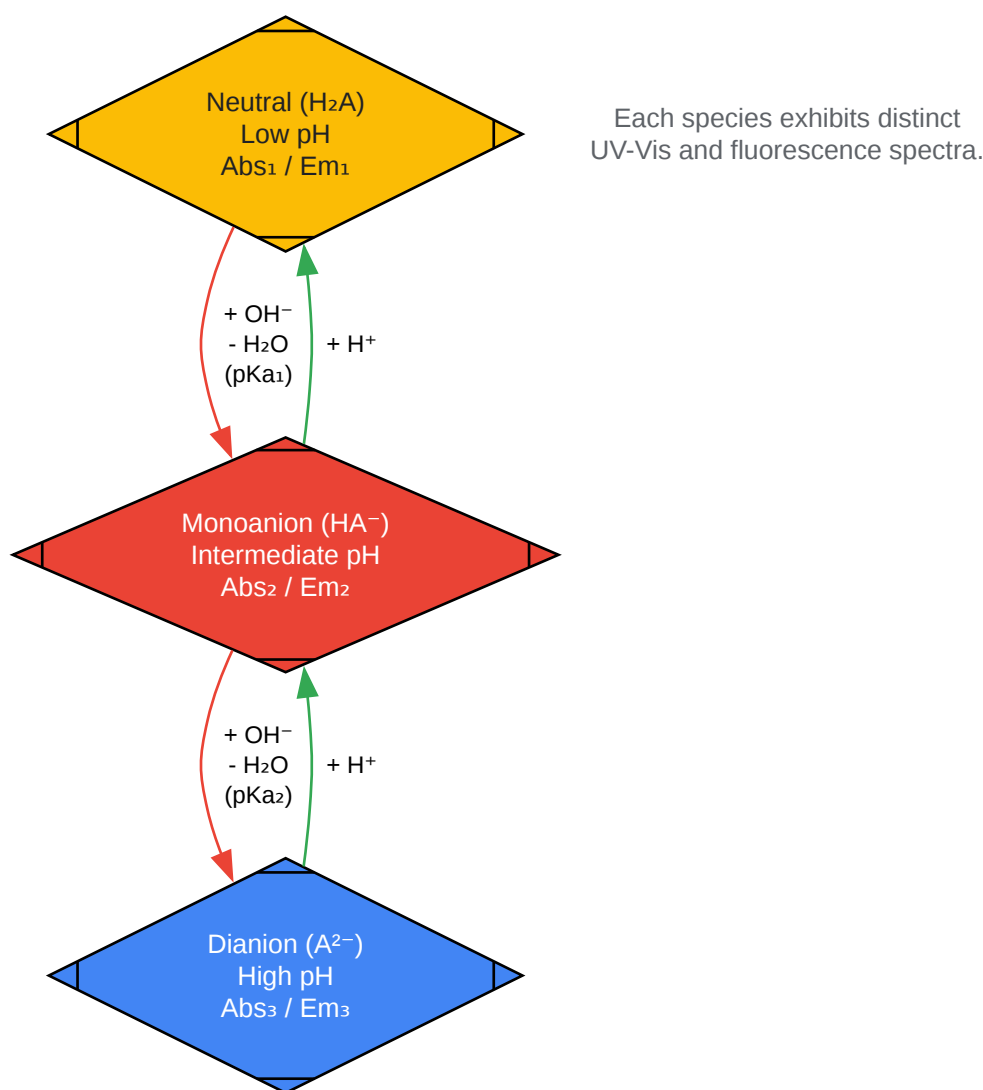 Neutral (H₂A)
Low pH
Abs₁ / Em₁
Each species exhibits distinct
UV-Vis and fluorescence spectra.
+ OH⁻
- H₂O
(pKa₁)
+ H⁺
Monoanion (HA⁻)
Intermediate pH
Abs₂ / Em₂
+ OH⁻
- H₂O
(pKa₂)
+ H⁺
Dianion (A²⁻)
High pH
Abs₃ / Em₃